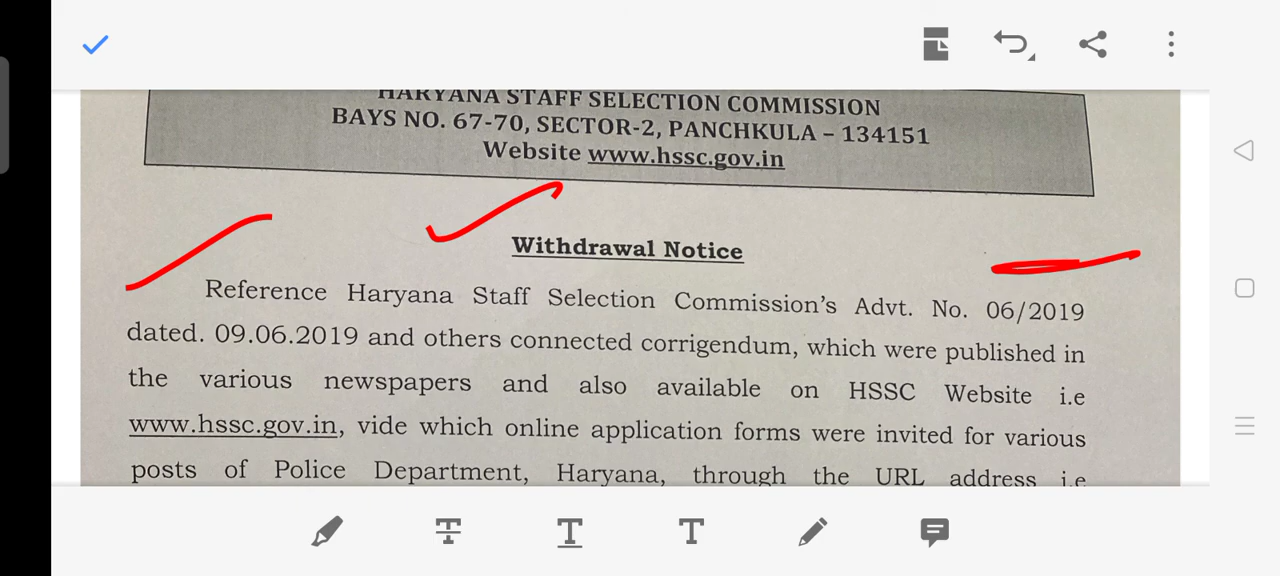 HARYANA STAFF SELECTION COMMISSION
BAYS NO. 67-70, SECTOR-2, PANCHKULA – 134151
Website www.hssc.gov.in
Withdrawal Notice
Reference Haryana Staff Selection Commission's Advt. No. 06/2019
dated. 09.06.2019 and others connected corrigendum, which were published in
the various newspapers and also available on HSSC Website i.e
www.hssc.gov.in, vide which online application forms were invited for various
posts of Police Department, Haryana, through the URL address i.e